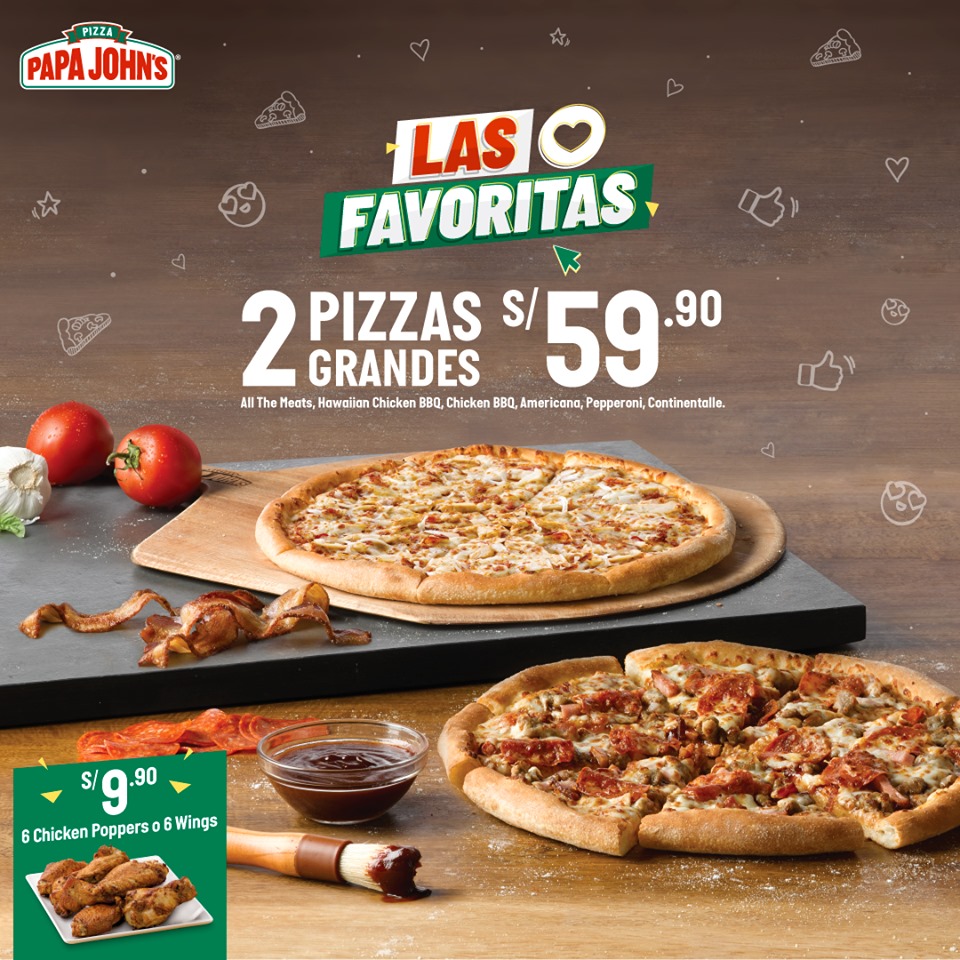 PIZZA
PAPA JOHN'S®
LAS
FAVORITAS
2 PIZZAS GRANDES S/59.90
All The Meats, Hawaiian Chicken BBQ, Chicken BBQ, Americana, Pepperoni, Continentalle.
S/9.90
6 Chicken Poppers o 6 Wings